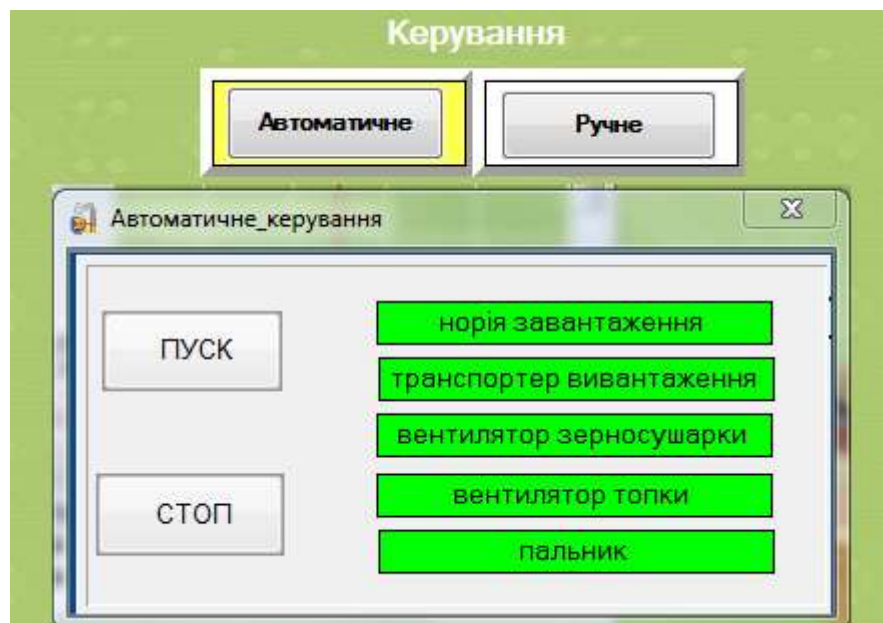 Керування
Автоматичне
Ручне
Автоматичне_керування
ПУСК
СТОП
норія завантаження
транспортер вивантаження
вентилятор зерносушарки
вентилятор топки
пальник